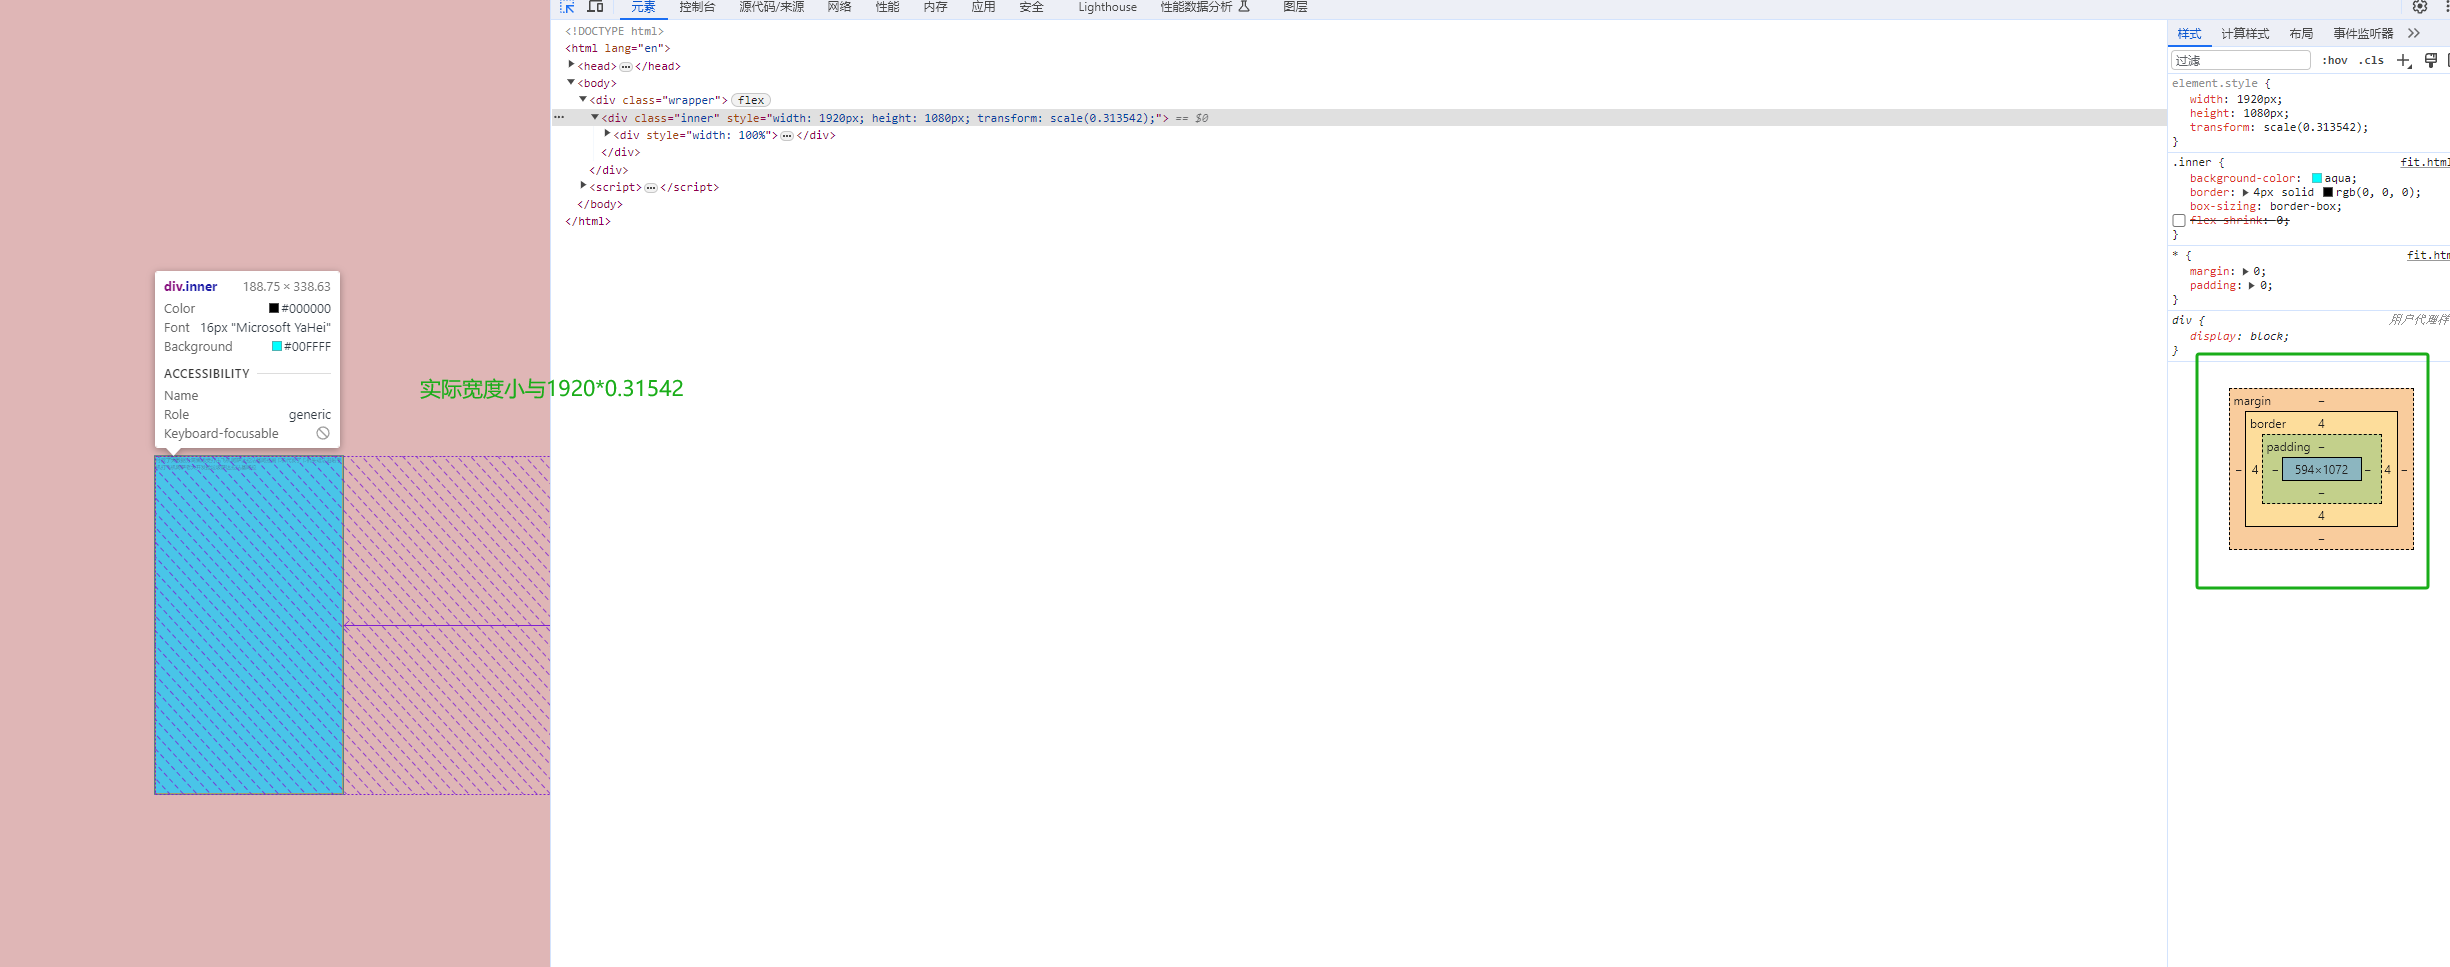 元素 控制台 源代码/来源 网络 性能 内存 应用 安全 Lighthouse 性能数据分析 图层
<!DOCTYPE html>
<html lang="en">
<head> … </head>
<body>
<div class="wrapper"> flex
<div class="inner" style="width: 1920px; height: 1080px; transform: scale(0.313542);"> == $0
<div style="width: 100%"> … </div>
</div>
</div>
<script> … </script>
</body>
</html>
div.inner 188.75 × 338.63
Color #000000
Font 16px "Microsoft YaHei"
Background #00FFFF
ACCESSIBILITY
Name
Role generic
Keyboard-focusable
实际宽度小与1920*0.31542
样式 计算样式 布局 事件监听器 >>
过滤 :hov .cls
element.style {
width: 1920px;
height: 1080px;
transform: scale(0.313542);
}
.inner { fit.html
background-color: aqua;
border: 4px solid rgb(0, 0, 0);
box-sizing: border-box;
flex-shrink: 0;
}
* { fit.htm
margin: 0;
padding: 0;
}
div { 用户代理样
display: block;
}
margin –
border 4
padding –
– 4 – 594×1072 – 4 –
–
4
–